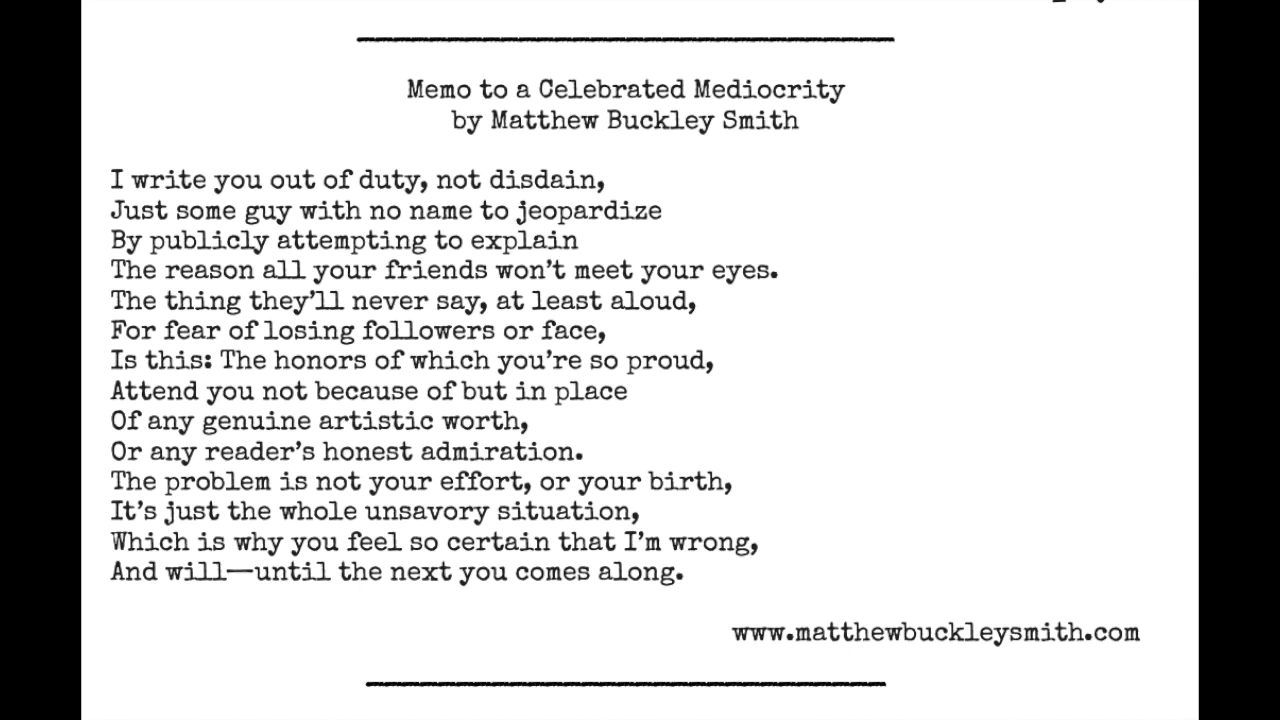 Memo to a Celebrated Mediocrity
by Matthew Buckley Smith
I write you out of duty, not disdain,
Just some guy with no name to jeopardize
By publicly attempting to explain
The reason all your friends won't meet your eyes.
The thing they'll never say, at least aloud,
For fear of losing followers or face,
Is this: The honors of which you're so proud,
Attend you not because of but in place
Of any genuine artistic worth,
Or any reader's honest admiration.
The problem is not your effort, or your birth,
It's just the whole unsavory situation,
Which is why you feel so certain that I'm wrong,
And will—until the next you comes along.
www.matthewbuckleysmith.com